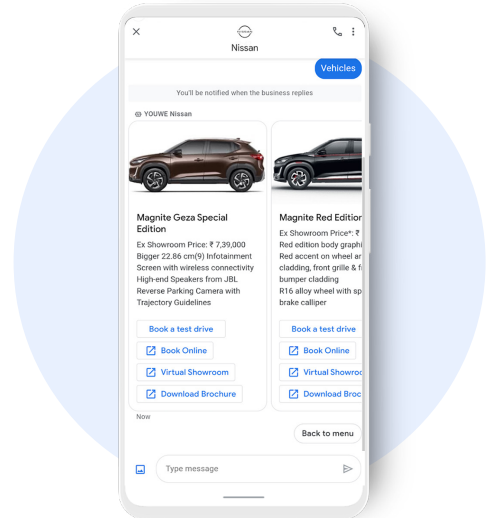 Nissan
Vehicles
You'll be notified when the business replies
YOUWE Nissan
Magnite Geza Special
Edition
Ex Showroom Price: ₹ 7,39,000
Bigger 22.86 cm(9) Infotainment
Screen with wireless connectivity
High-end Speakers from JBL
Reverse Parking Camera with
Trajectory Guidelines
Book a test drive
Book Online
Virtual Showroom
Download Brochure
Magnite Red Edition
Ex Showroom Price*: ₹
Red edition body graphi
Red accent on wheel ar
cladding, front grille & f
bumper cladding
R16 alloy wheel with sp
brake calliper
Book a test drive
Book Online
Virtual Showroo
Download Broc
Now
Back to menu
Type message